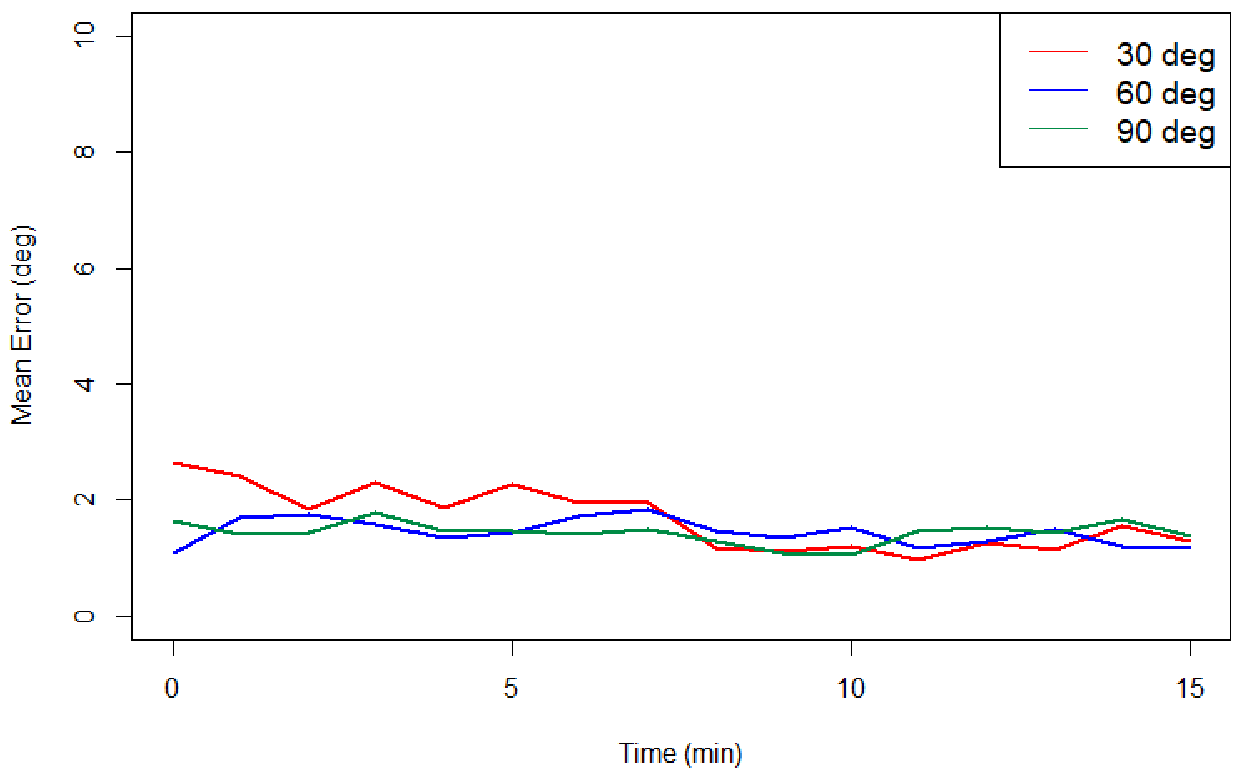 10
8
6
4
2
0
Mean Error (deg)
30 deg
60 deg
90 deg
0 5 10 15
Time (min)